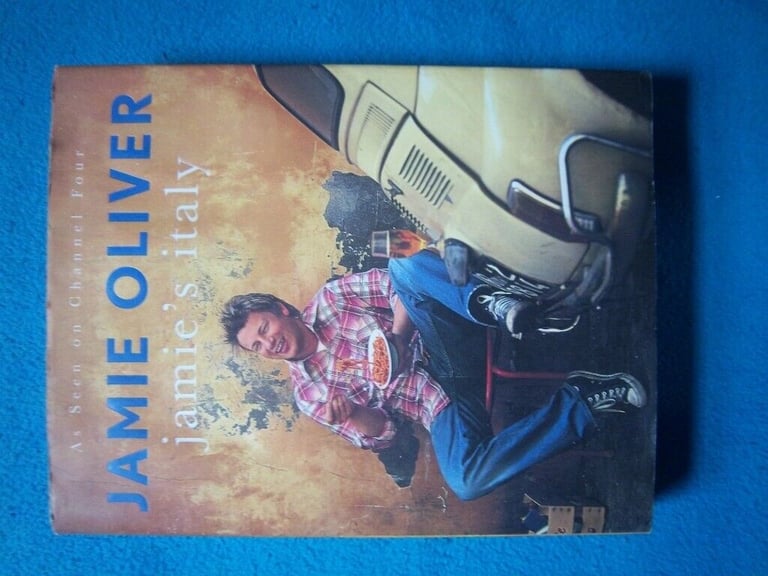 As Seen on Channel Four
JAMIE OLIVER
jamie's italy